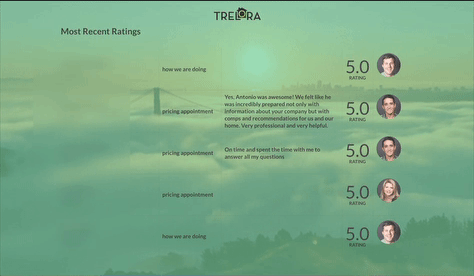 TRELORA
Most Recent Ratings
how we are doing
5.0
RATING
pricing appointment
Yes. Antonio was awesome! We felt like he
was incredibly prepared not only with
information about your company but with
comps and recommendations for us and our
home. Very professional and very helpful.
5.0
RATING
pricing appointment
On time and spent the time with me to
answer all my questions
5.0
RATING
pricing appointment
5.0
RATING
how we are doing
5.0
RATING